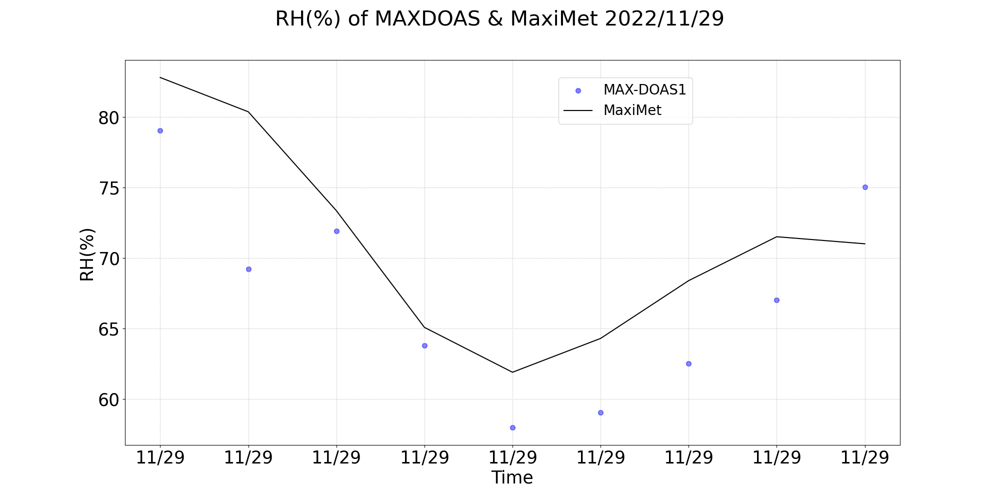 RH(%) of MAXDOAS & MaxiMet 2022/11/29
MAX-DOAS1
MaxiMet
80
75
70
65
60
RH(%)
11/29 11/29 11/29 11/29 11/29 11/29 11/29 11/29 11/29
Time